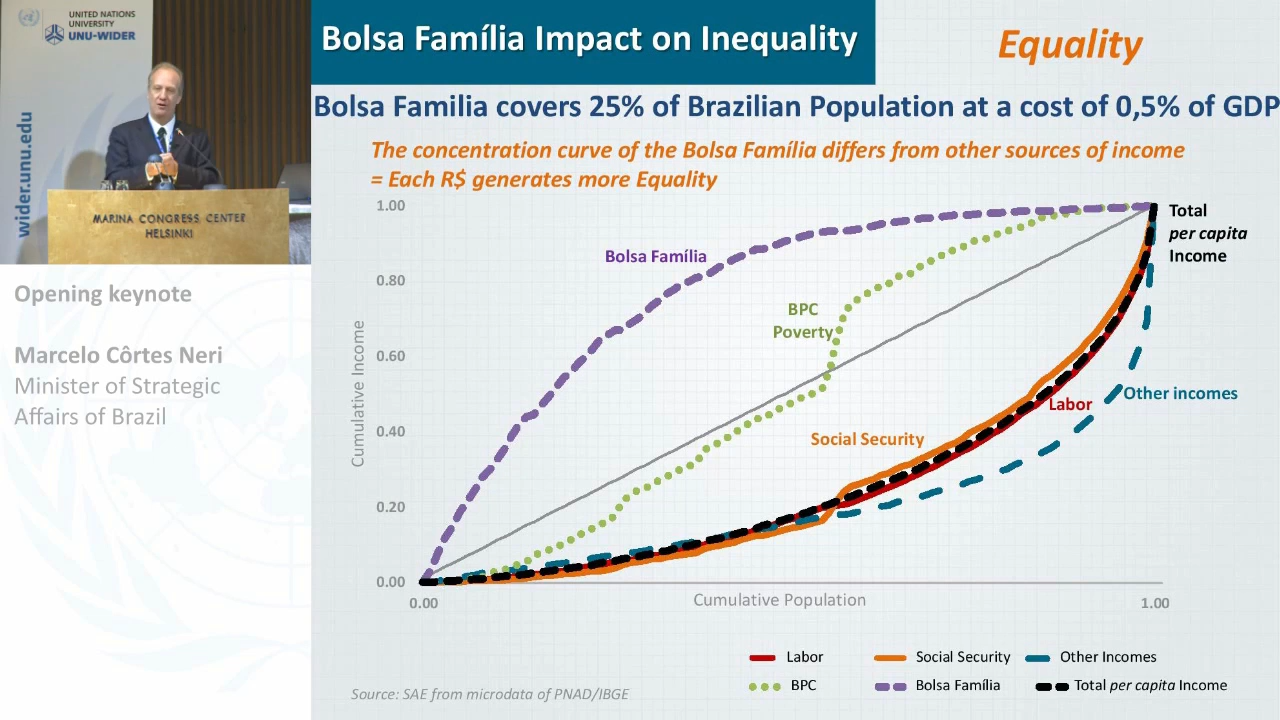 UNITED NATIONS
UNIVERSITY
UNU-WIDER
wider.unu.edu
MARINA CONGRESS CENTER
HELSINKI
Opening keynote
Marcelo Côrtes Neri
Minister of Strategic
Affairs of Brazil
Bolsa Família Impact on Inequality
Equality
Bolsa Familia covers 25% of Brazilian Population at a cost of 0,5% of GDP
The concentration curve of the Bolsa Família differs from other sources of income
= Each R$ generates more Equality
1.00
0.80
0.60
0.40
0.20
0.00
Cumulative Income
0.00
Cumulative Population
1.00
Bolsa Família
BPC
Poverty
Total
per capita
Income
Other incomes
Labor
Social Security
Labor
Social Security
Other Incomes
BPC
Bolsa Família
Total per capita Income
Source: SAE from microdata of PNAD/IBGE